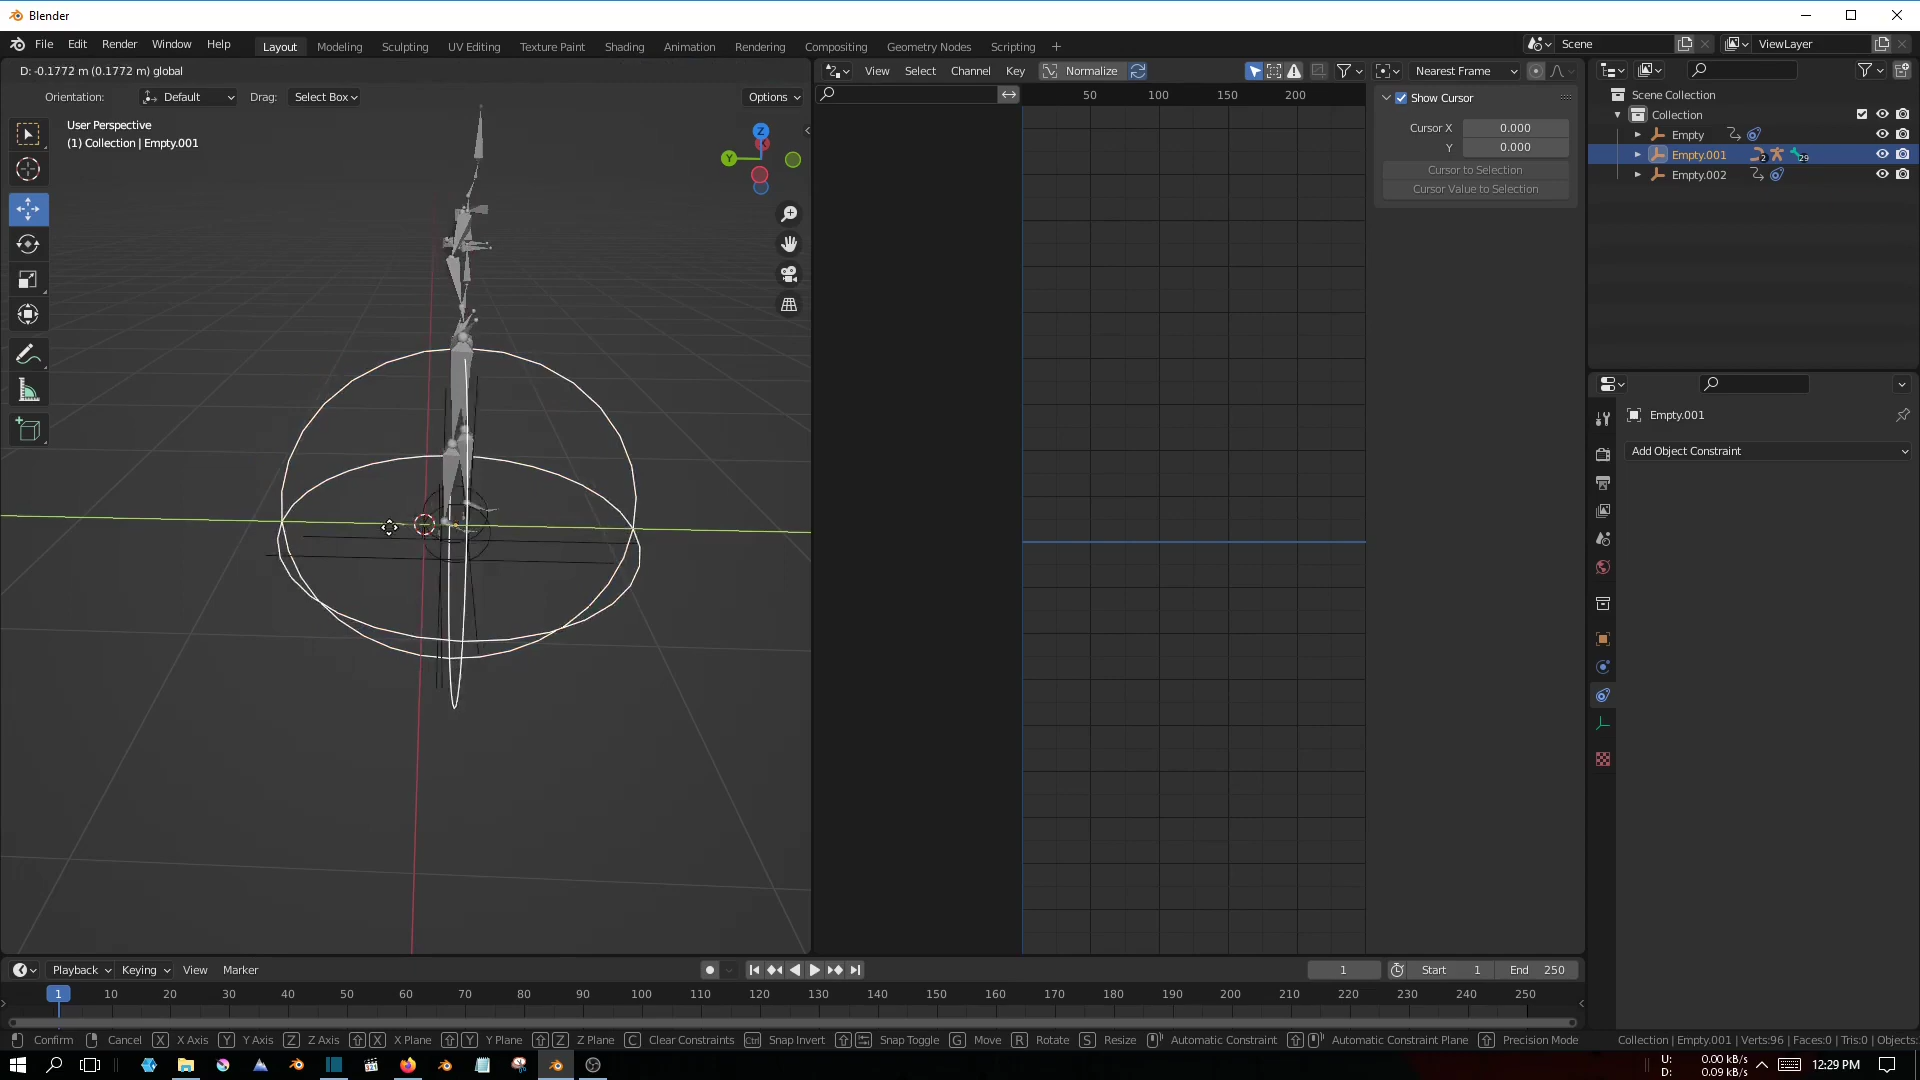 Blender
File Edit Render Window Help
Layout Modeling Sculpting UV Editing Texture Paint Shading Animation Rendering Compositing Geometry Nodes Scripting +
Scene
ViewLayer
D: -0.1772 m (0.1772 m) global
View Select Channel Key Normalize
Nearest Frame
Orientation: Default Drag: Select Box
Options
50 100 150 200
Show Cursor
Scene Collection
Collection
User Perspective
(1) Collection | Empty.001
Z
Y
X
Cursor X 0.000
Y 0.000
Cursor to Selection
Cursor Value to Selection
Empty
Empty.001 2 29
Empty.002
Empty.001
Add Object Constraint
Playback Keying View Marker
1 Start 1 End 250
1 10 20 30 40 50 60 70 80 90 100 110 120 130 140 150 160 170 180 190 200 210 220 230 240 250
Confirm Cancel X X Axis Y Y Axis Z Z Axis X X Plane Y Y Plane Z Z Plane C Clear Constraints Ctrl Snap Invert Snap Toggle G Move R Rotate S Resize Automatic Constraint Automatic Constraint Plane Precision Mode
Collection | Empty.001 | Verts:96 | Faces:0 | Tris:0 | Objects:
U: 0.00 kB/s
D: 0.09 kB/s
12:29 PM